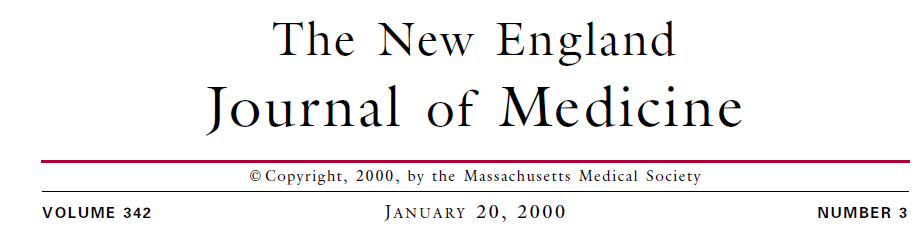 The New England
Journal of Medicine
©Copyright, 2000, by the Massachusetts Medical Society
VOLUME 342 JANUARY 20, 2000 NUMBER 3